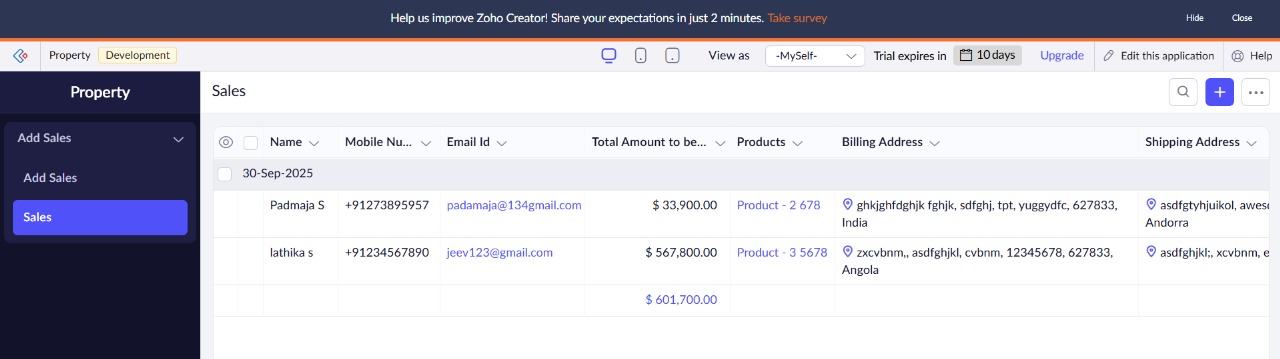 Help us improve Zoho Creator! Share your expectations in just 2 minutes. Take survey Hide Close
Property Development View as -MySelf- Trial expires in 10 days Upgrade Edit this application Help
Property Sales
Add Sales
Add Sales
Sales
Name Mobile Nu... Email Id Total Amount to be... Products Billing Address Shipping Address
30-Sep-2025
Padmaja S +91273895957 padamaja@134gmail.com $ 33,900.00 Product - 2 678 ghkjghfdghjk fghjk, sdfghj, tpt, yuggydfc, 627833, asdfgtyhjuikol, aweso
India Andorra
lathika s +91234567890 jeev123@gmail.com $ 567,800.00 Product - 3 5678 zxcvbnm,, asdfghjkl, cvbnm, 12345678, 627833, asdfghjkl;, xcvbnm, e
Angola
$ 601,700.00